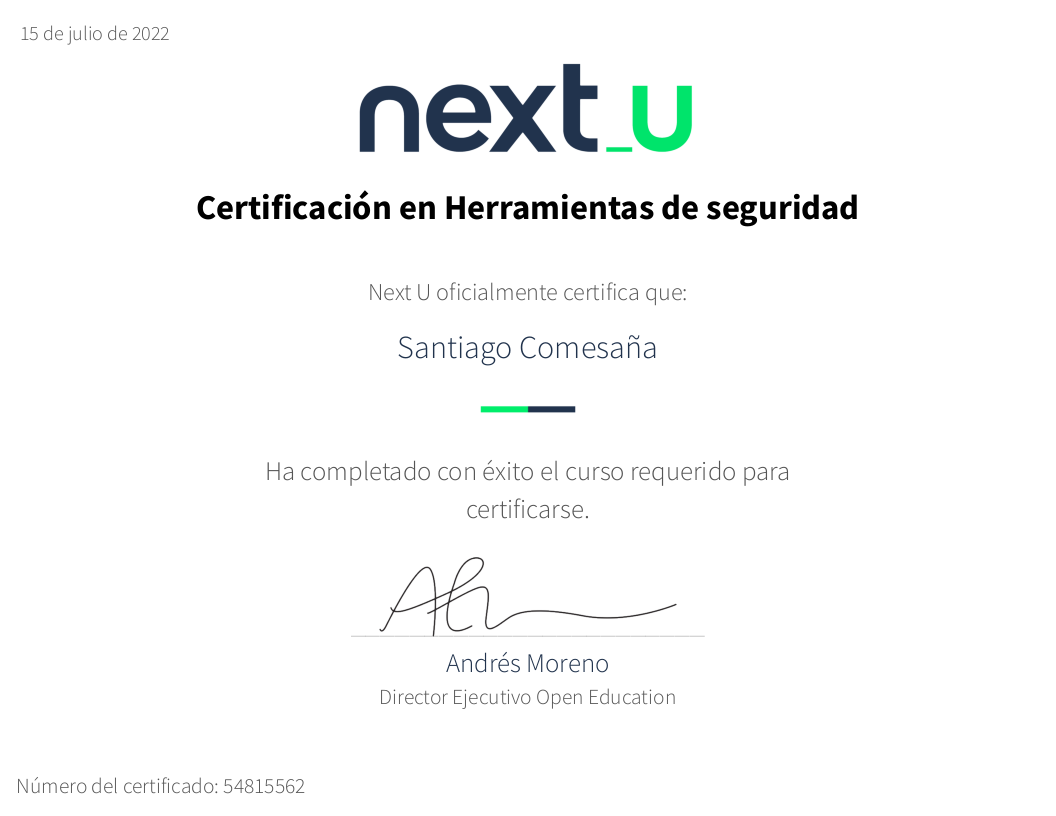 15 de julio de 2022
next_u
Certificación en Herramientas de seguridad
Next U oficialmente certifica que:
Santiago Comesaña
Ha completado con éxito el curso requerido para
certificarse.
Andrés Moreno
Director Ejecutivo Open Education
Número del certificado: 54815562